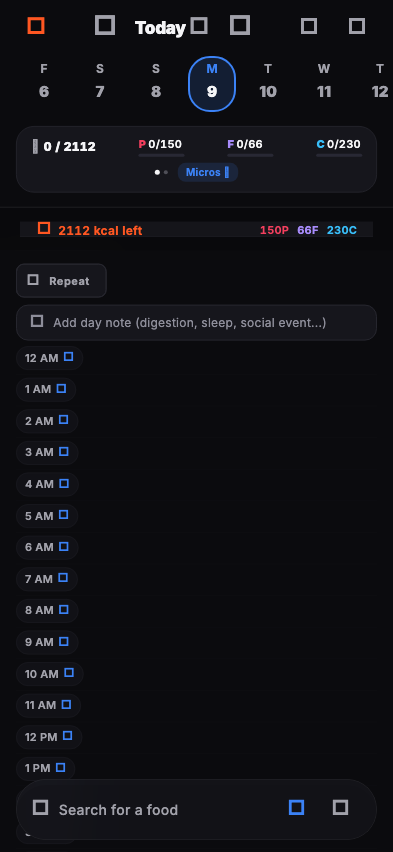 Today
F S S M T W T
6 7 8 9 10 11 12
0 / 2112 P 0/150 F 0/66 C 0/230
Micros
2112 kcal left 150P 66F 230C
Repeat
Add day note (digestion, sleep, social event...)
12 AM
1 AM
2 AM
3 AM
4 AM
5 AM
6 AM
7 AM
8 AM
9 AM
10 AM
11 AM
12 PM
1 PM
Search for a food